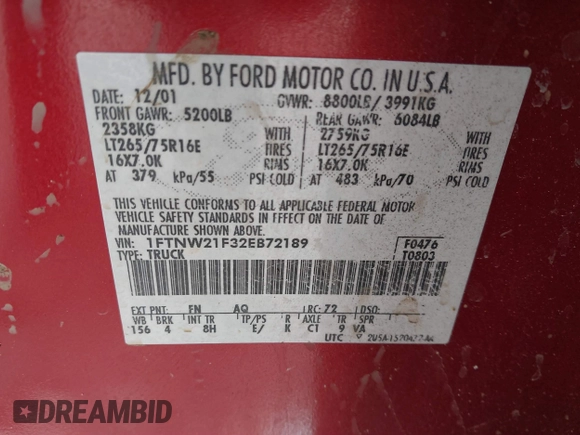 MFD. BY FORD MOTOR CO. IN U.S.A.
DATE: 12/01 GVWR: 8800LB/ 3991KG
FRONT GAWR: 5200LB REAR GAWR: 6084LB
2358KG WITH 2759KG WITH
LT265/75R16E TIRES LT265/75R16E TIRES
16X7.0K RIMS 16X7.0K RIMS
AT 379 kPa/55 PSI COLD AT 483 kPa/70 PSI COLD
THIS VEHICLE CONFORMS TO ALL APPLICABLE FEDERAL MOTOR
VEHICLE SAFETY STANDARDS IN EFFECT ON THE DATE OF
MANUFACTURE SHOWN ABOVE.
VIN: 1FTNW21F32EB72189 F0476
TYPE: TRUCK T0803
EXT PNT: FN AQ RC: 72 DSO:
WB BRK INT TR TP/PS R AXLE TR SPR
156 4 8H E/ K C1 9 VA
UTC
DREAMBID